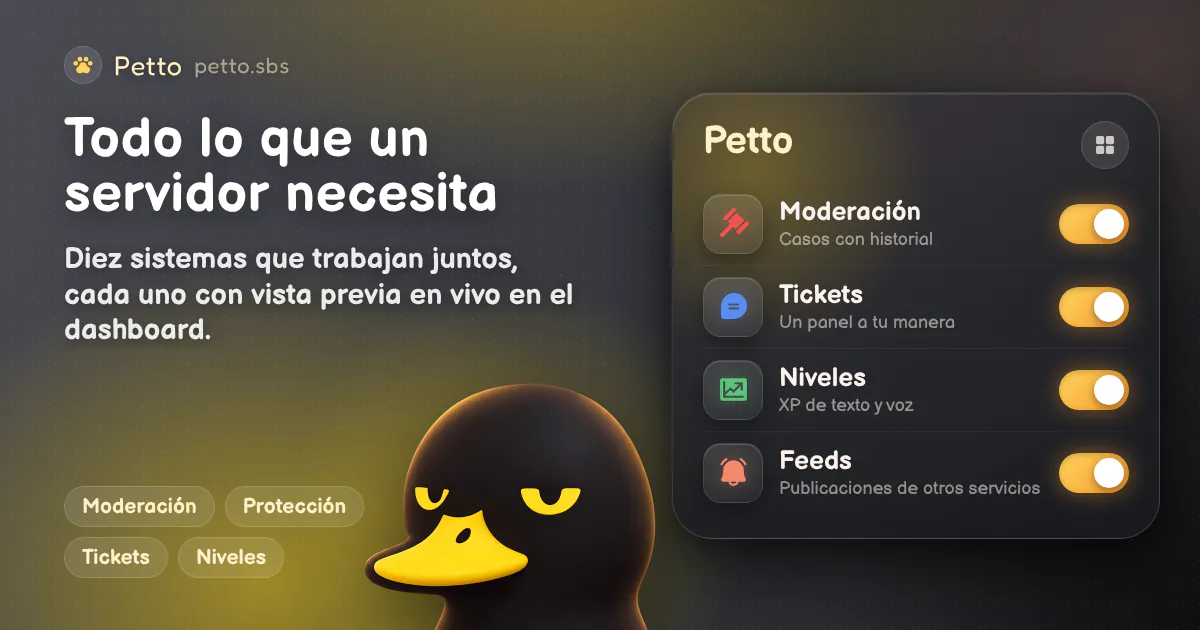 Petto petto.sbs
Todo lo que un
servidor necesita
Diez sistemas que trabajan juntos,
cada uno con vista previa en vivo en el
dashboard.
Moderación Protección
Tickets Niveles
Petto
Moderación
Casos con historial
Tickets
Un panel a tu manera
Niveles
XP de texto y voz
Feeds
Publicaciones de otros servicios